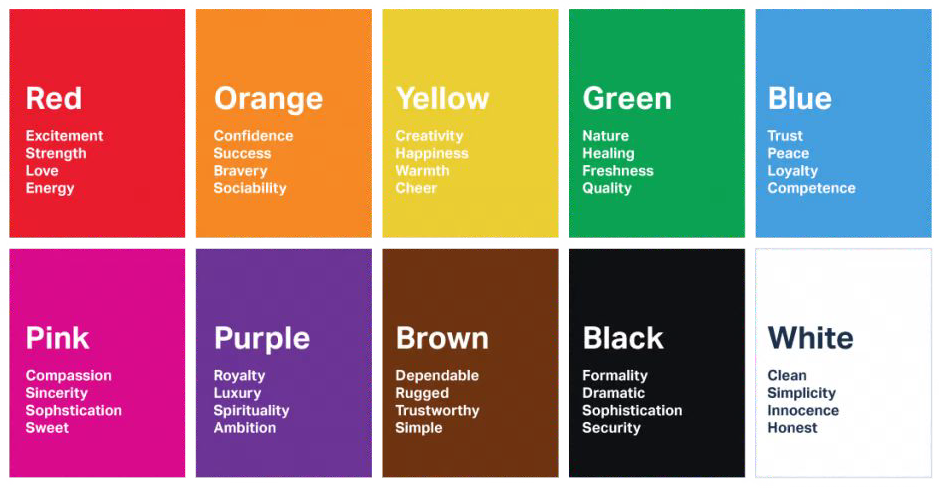 Red
Excitement
Strength
Love
Energy
Orange
Confidence
Success
Bravery
Sociability
Yellow
Creativity
Happiness
Warmth
Cheer
Green
Nature
Healing
Freshness
Quality
Blue
Trust
Peace
Loyalty
Competence
Pink
Compassion
Sincerity
Sophstication
Sweet
Purple
Royalty
Luxury
Spirituality
Ambition
Brown
Dependable
Rugged
Trustworthy
Simple
Black
Formality
Dramatic
Sophistication
Security
White
Clean
Simplicity
Innocence
Honest